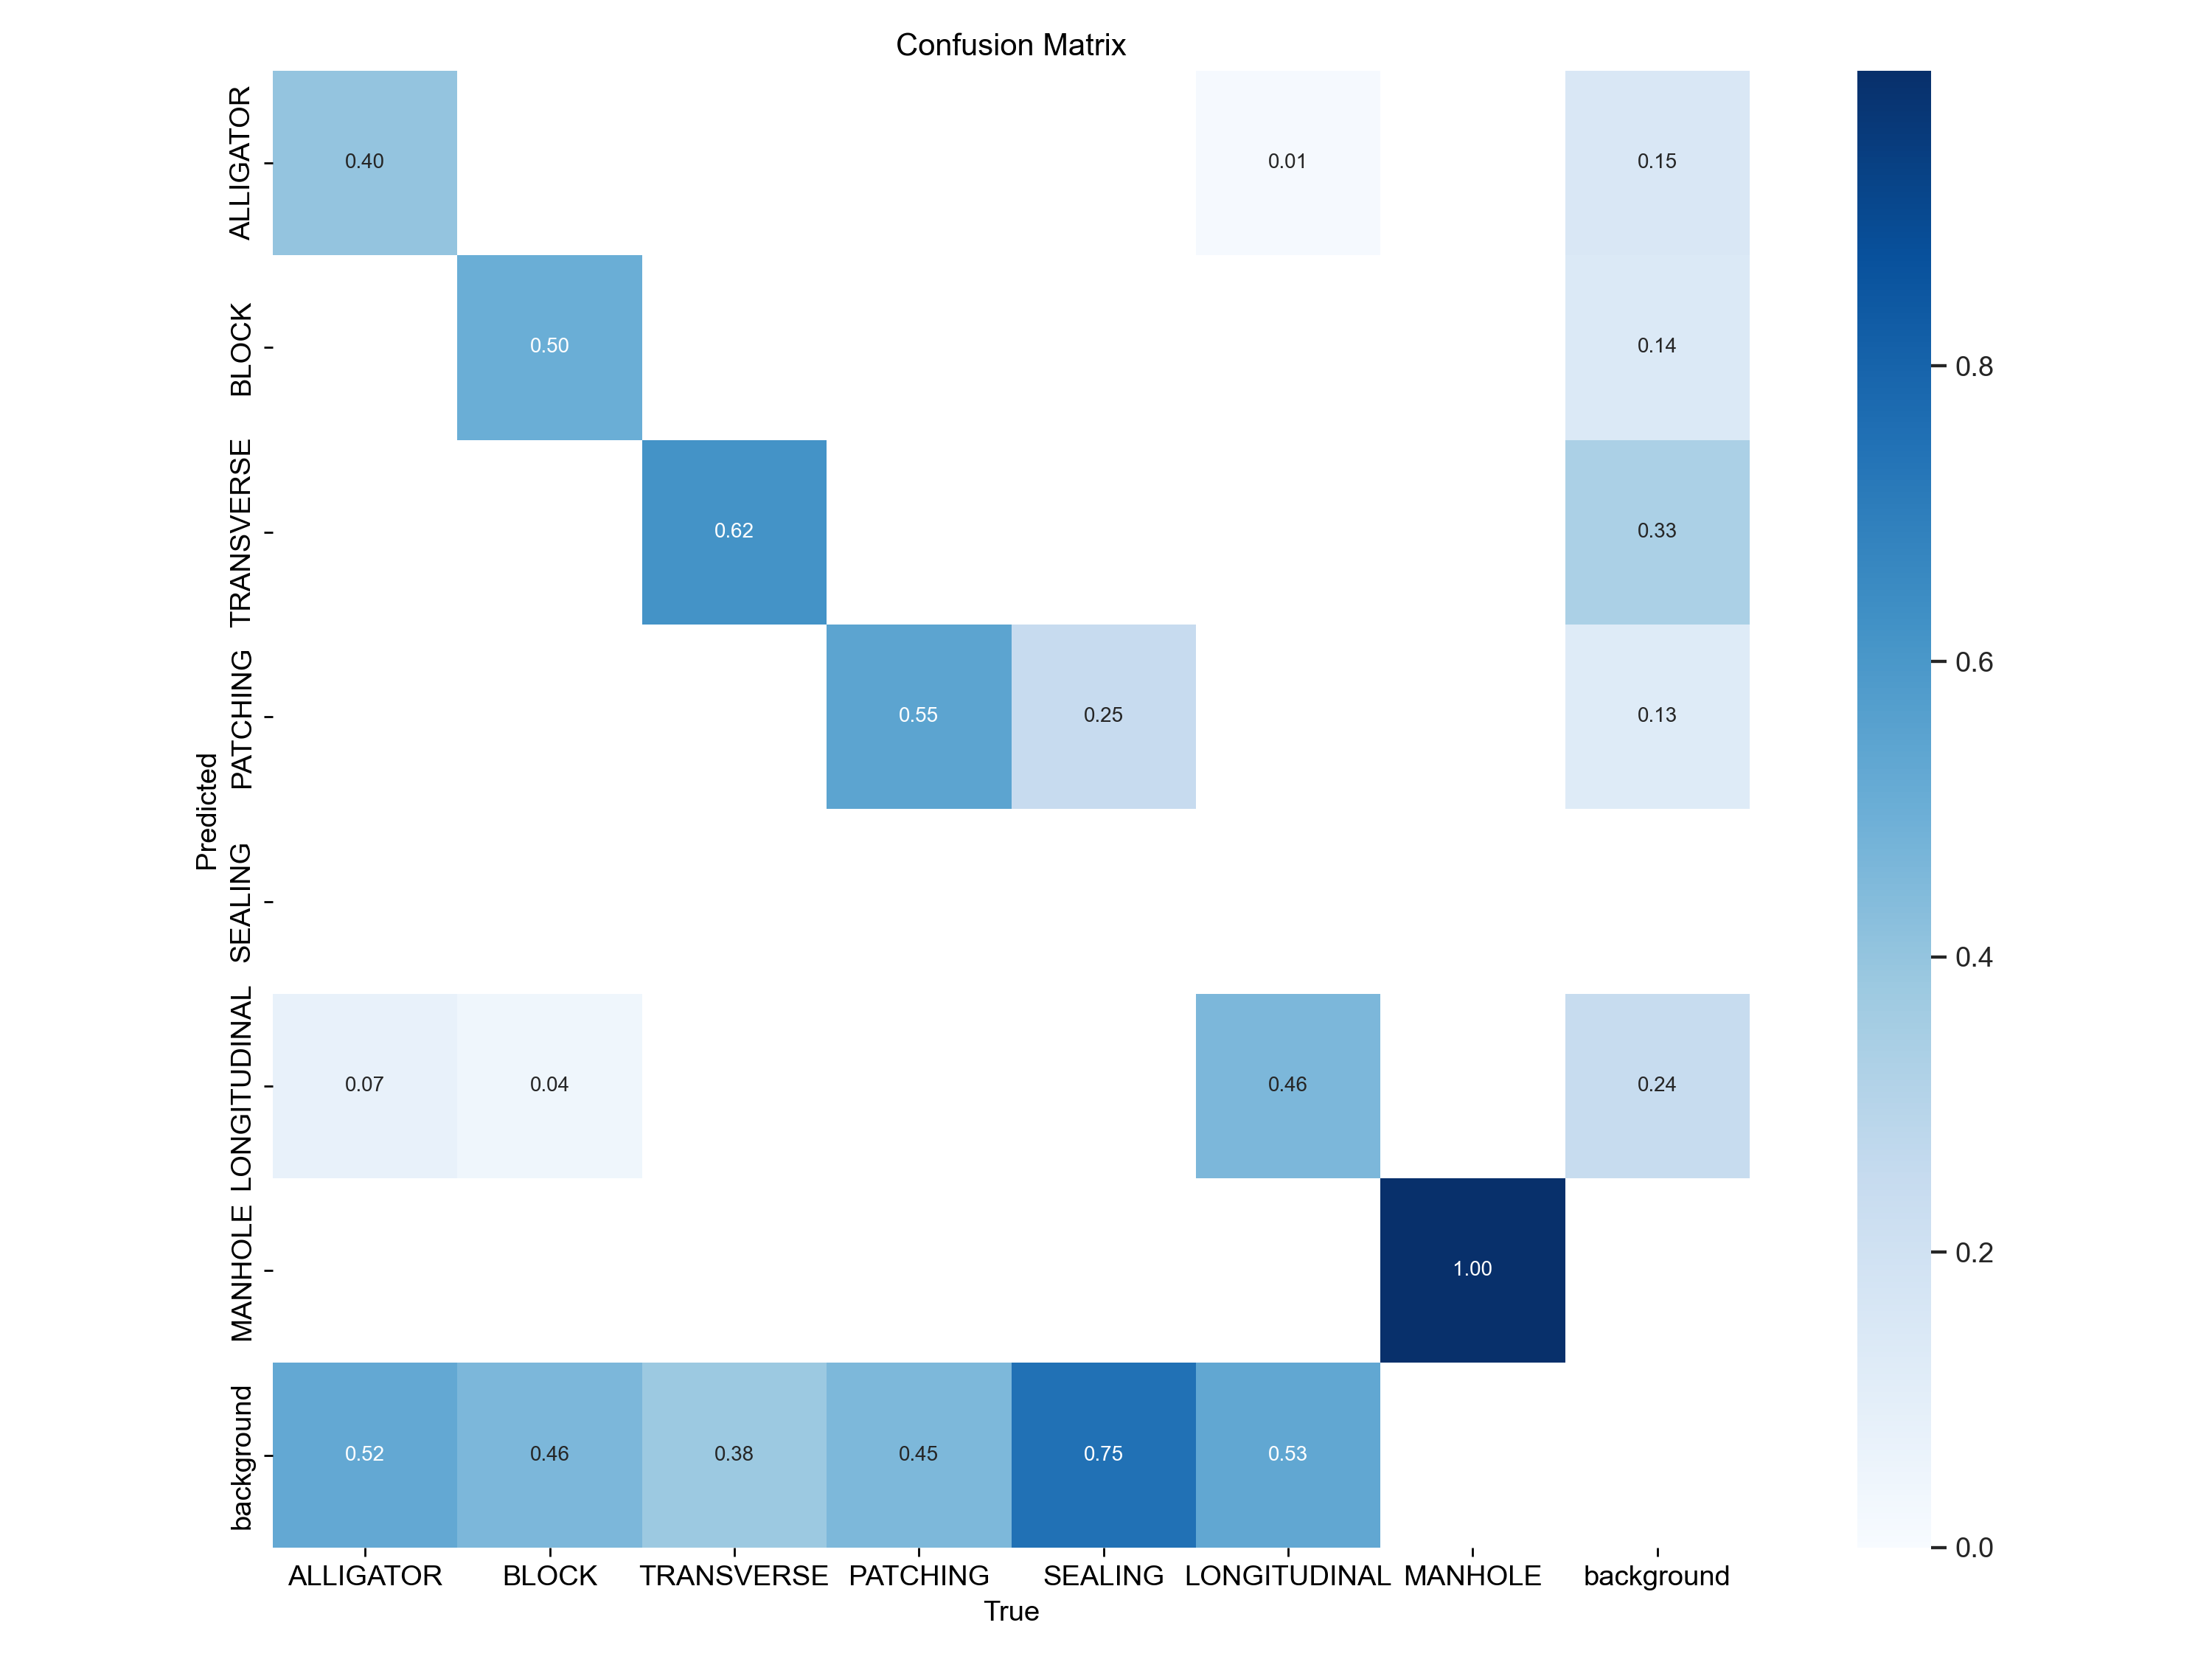 Confusion Matrix
Predicted
ALLIGATOR
0.40
0.01
0.15
BLOCK
0.50
0.14
TRANSVERSE
0.62
0.33
PATCHING
0.55
0.25
0.13
SEALING
LONGITUDINAL
0.07
0.04
0.46
0.24
MANHOLE
1.00
background
0.52
0.46
0.38
0.45
0.75
0.53
ALLIGATOR BLOCK TRANSVERSE PATCHING SEALING LONGITUDINAL MANHOLE background
True
0.8
0.6
0.4
0.2
0.0